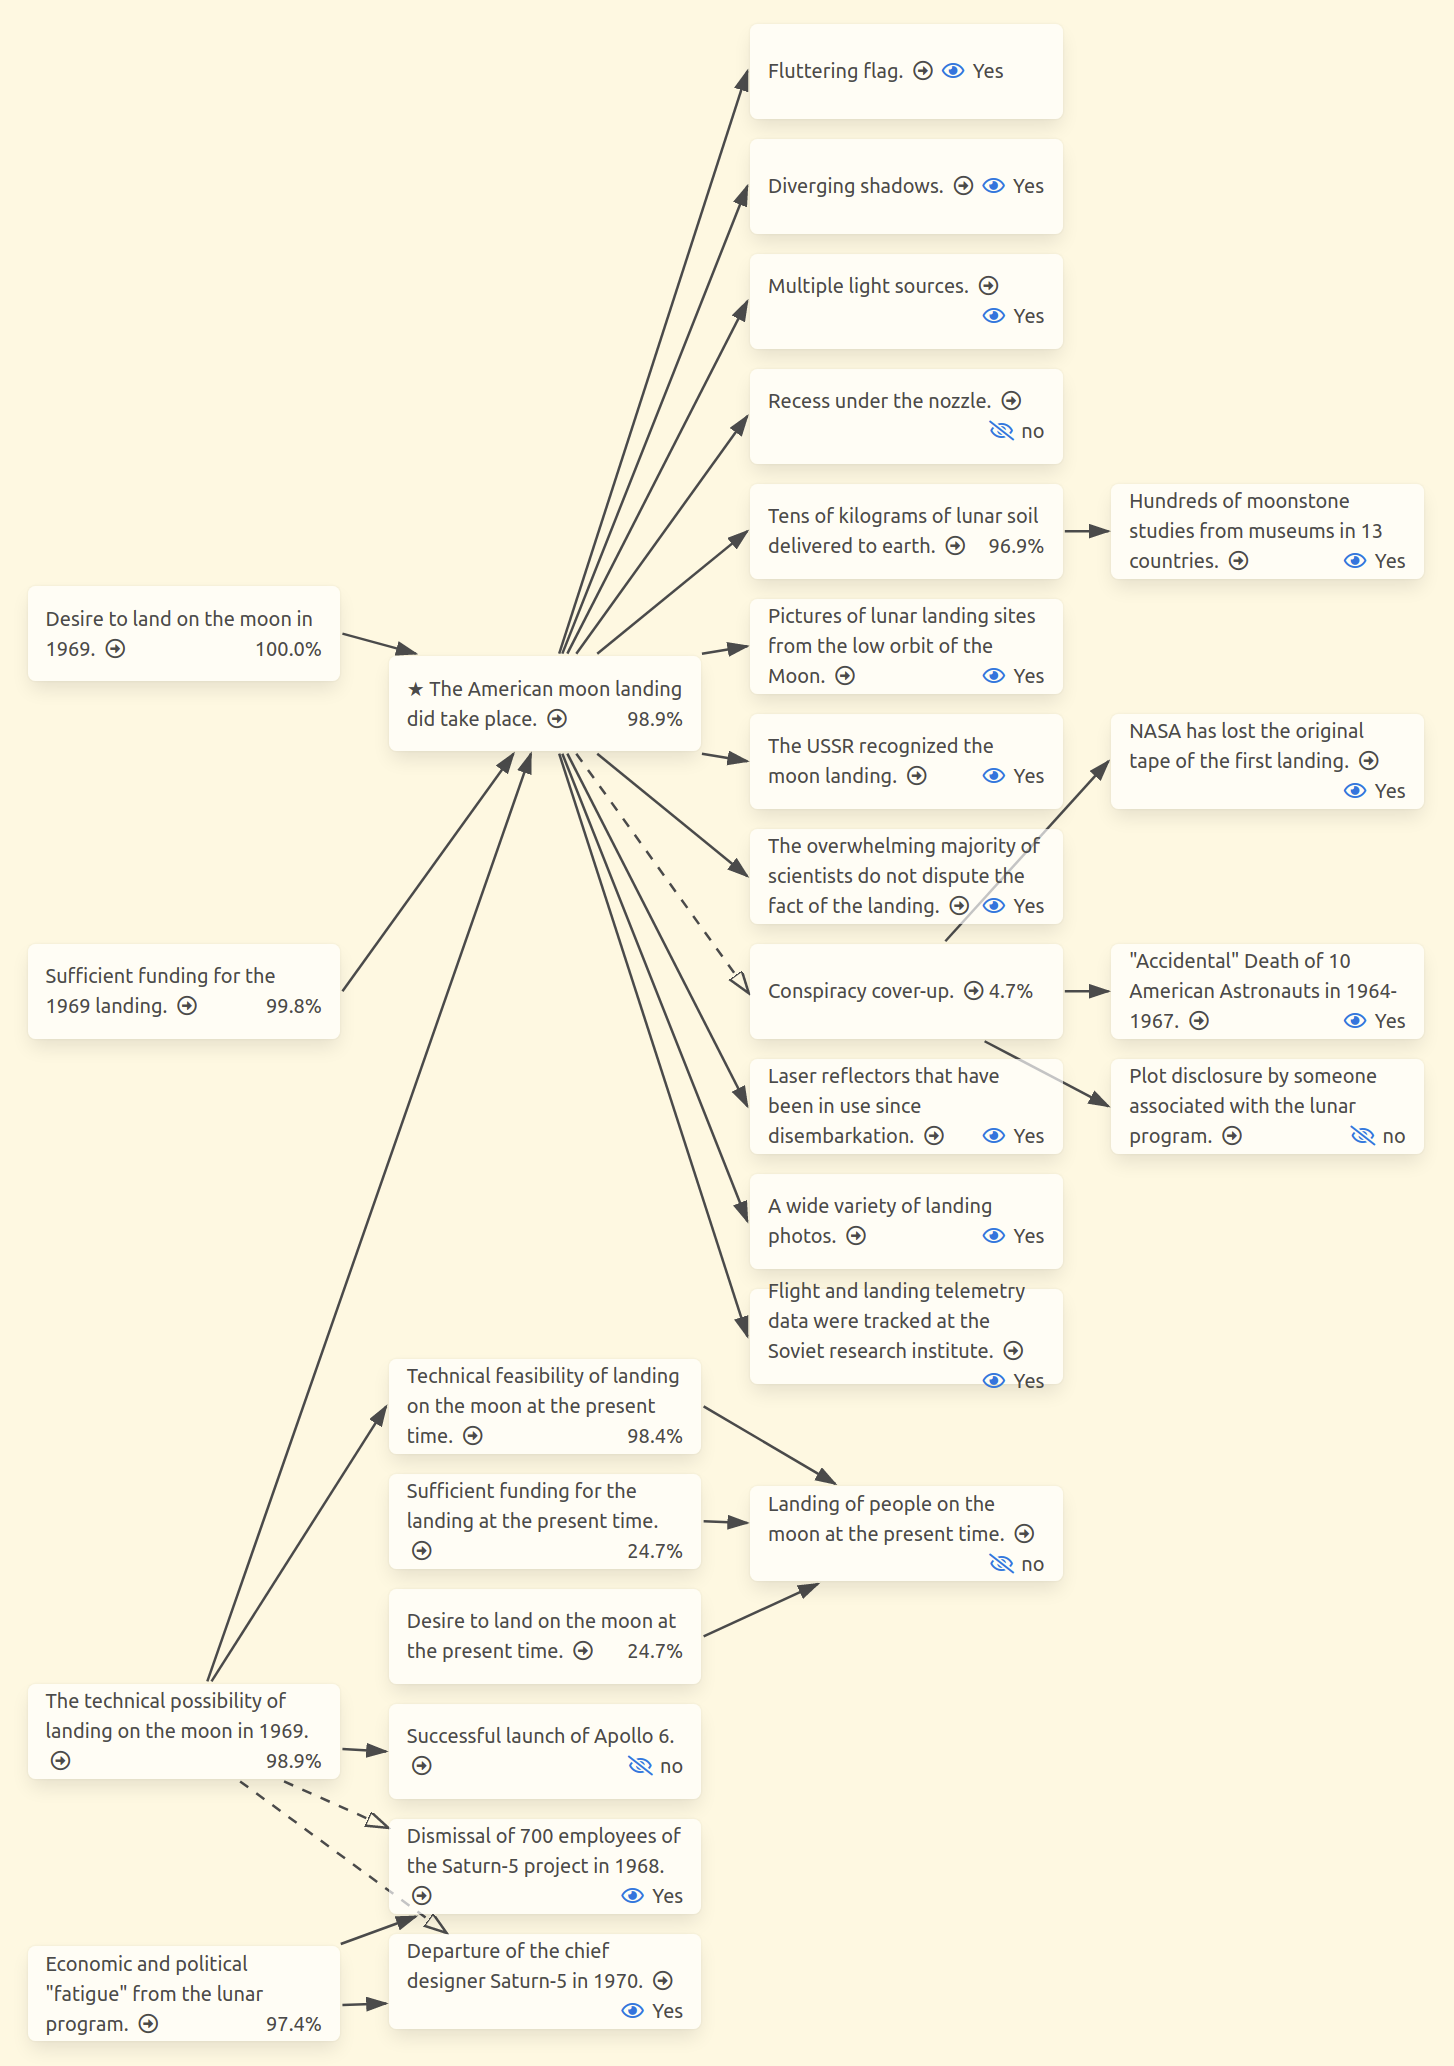 Fluttering flag. Yes
Diverging shadows. Yes
Multiple light sources.
Yes
Recess under the nozzle.
no
Tens of kilograms of lunar soil
delivered to earth. 96.9%
Hundreds of moonstone
studies from museums in 13
countries. Yes
Desire to land on the moon in
1969. 100.0%
Pictures of lunar landing sites
from the low orbit of the
Moon. Yes
★ The American moon landing
did take place. 98.9%
The USSR recognized the
moon landing. Yes
NASA has lost the original
tape of the first landing.
Yes
The overwhelming majority of
scientists do not dispute the
fact of the landing. Yes
Sufficient funding for the
1969 landing. 99.8%
Conspiracy cover-up. 4.7%
"Accidental" Death of 10
American Astronauts in 1964-
1967. Yes
Laser reflectors that have
been in use since
disembarkation. Yes
Plot disclosure by someone
associated with the lunar
program. no
A wide variety of landing
photos. Yes
Flight and landing telemetry
data were tracked at the
Soviet research institute.
Yes
Technical feasibility of landing
on the moon at the present
time. 98.4%
Sufficient funding for the
landing at the present time.
24.7%
Landing of people on the
moon at the present time.
no
Desire to land on the moon at
the present time. 24.7%
The technical possibility of
landing on the moon in 1969.
98.9%
Successful launch of Apollo 6.
no
Dismissal of 700 employees of
the Saturn-5 project in 1968.
Yes
Economic and political
"fatigue" from the lunar
program. 97.4%
Departure of the chief
designer Saturn-5 in 1970.
Yes